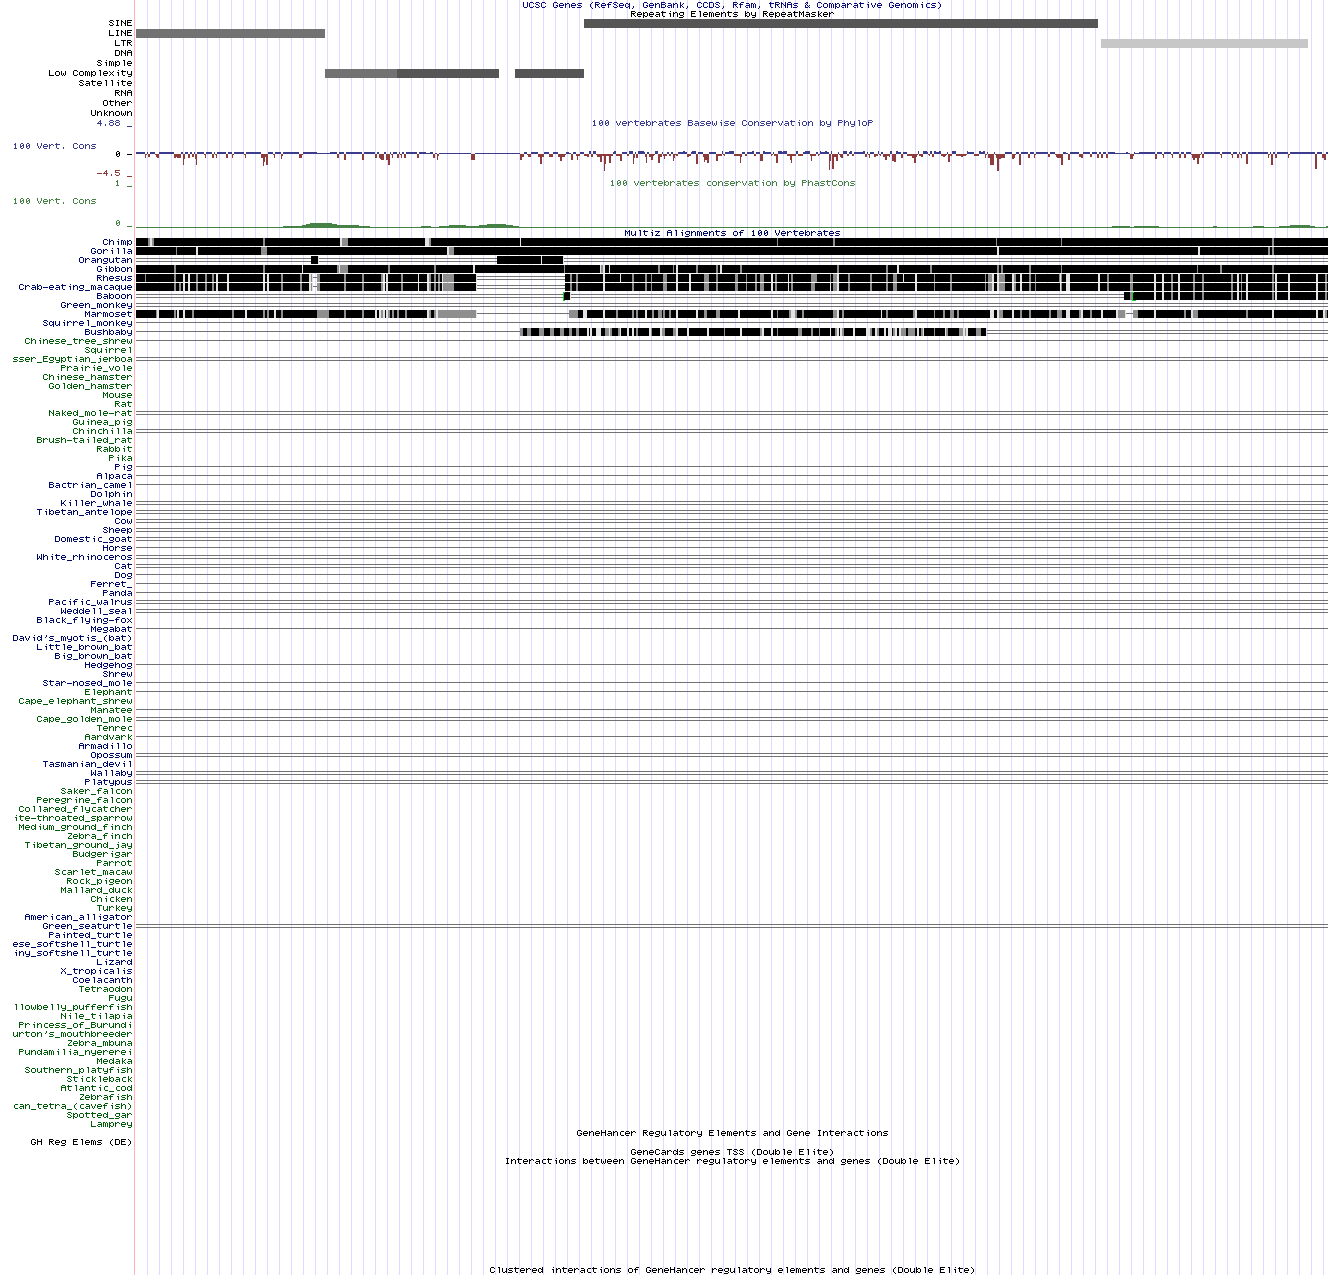 UCSC Genes (RefSeq, GenBank, CCDS, Rfam, tRNAs & Comparative Genomics)
Repeating Elements by RepeatMasker
SINE
LINE
LTR
DNA
Simple
Low Complexity
Satellite
RNA
Other
Unknown
4.88 _
100 vertebrates Basewise Conservation by PhyloP
100 Vert. Cons
0 _
-4.5 _
1 _
100 vertebrates conservation by PhastCons
100 Vert. Cons
0 _
Multiz Alignments of 100 Vertebrates
Chimp
Gorilla
Orangutan
Gibbon
Rhesus
Crab-eating_macaque
Baboon
Green_monkey
Marmoset
Squirrel_monkey
Bushbaby
Chinese_tree_shrew
Squirrel
sser_Egyptian_jerboa
Prairie_vole
Chinese_hamster
Golden_hamster
Mouse
Rat
Naked_mole-rat
Guinea_pig
Chinchilla
Brush-tailed_rat
Rabbit
Pika
Pig
Alpaca
Bactrian_camel
Dolphin
Killer_whale
Tibetan_antelope
Cow
Sheep
Domestic_goat
Horse
White_rhinoceros
Cat
Dog
Ferret_
Panda
Pacific_walrus
Weddell_seal
Black_flying-fox
Megabat
David's_myotis_(bat)
Little_brown_bat
Big_brown_bat
Hedgehog
Shrew
Star-nosed_mole
Elephant
Cape_elephant_shrew
Manatee
Cape_golden_mole
Tenrec
Aardvark
Armadillo
Opossum
Tasmanian_devil
Wallaby
Platypus
Saker_falcon
Peregrine_falcon
Collared_flycatcher
ite-throated_sparrow
Medium_ground_finch
Zebra_finch
Tibetan_ground_jay
Budgerigar
Parrot
Scarlet_macaw
Rock_pigeon
Mallard_duck
Chicken
Turkey
American_alligator
Green_seaturtle
Painted_turtle
ese_softshell_turtle
iny_softshell_turtle
Lizard
X_tropicalis
Coelacanth
Tetraodon
Fugu
llowbelly_pufferfish
Nile_tilapia
Princess_of_Burundi
urton's_mouthbreeder
Zebra_mbuna
Pundamilia_nyererei
Medaka
Southern_platyfish
Stickleback
Atlantic_cod
Zebrafish
can_tetra_(cavefish)
Spotted_gar
Lamprey
GeneHancer Regulatory Elements and Gene Interactions
GH Reg Elems (DE)
GeneCards genes TSS (Double Elite)
Interactions between GeneHancer regulatory elements and genes (Double Elite)
Clustered interactions of GeneHancer regulatory elements and genes (Double Elite)